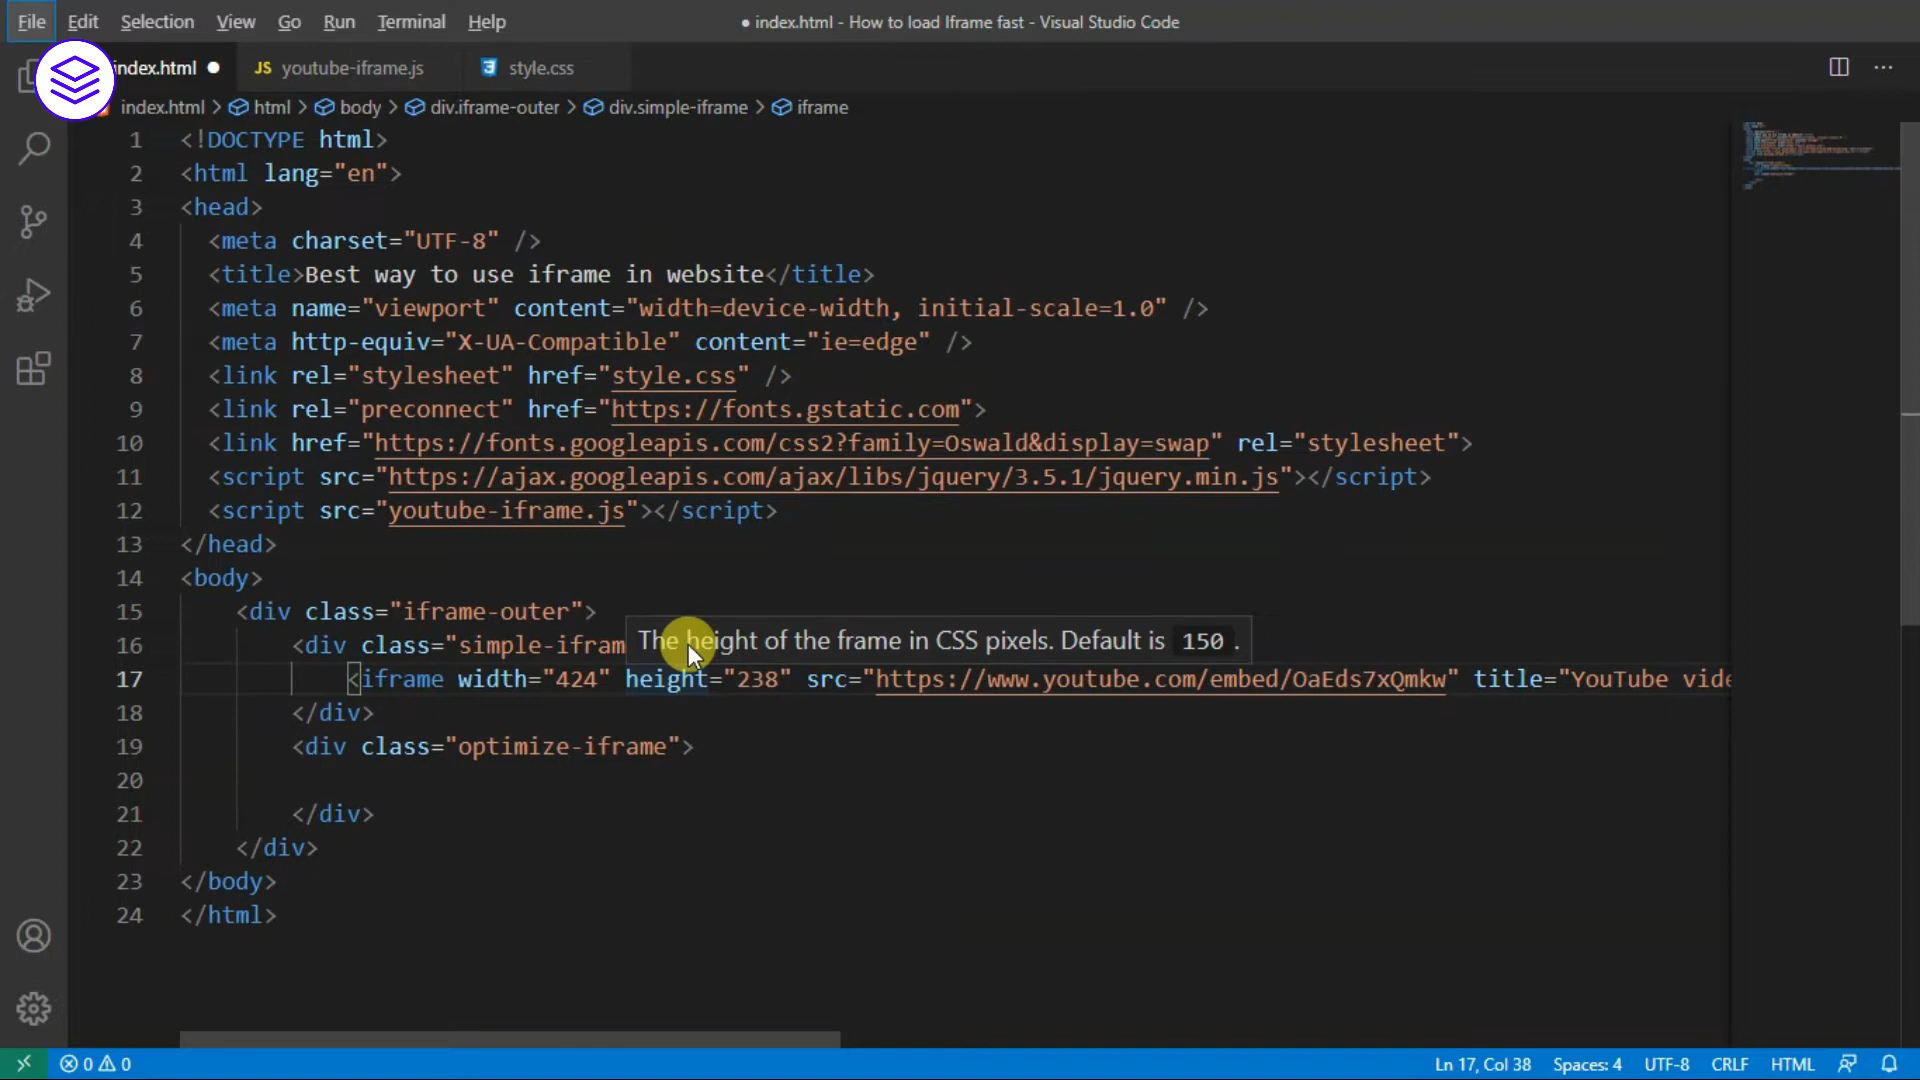 File Edit Selection View Go Run Terminal Help ● index.html - How to load Iframe fast - Visual Studio Code
index.html ● JS youtube-iframe.js style.css
index.html > html > body > div.iframe-outer > div.simple-iframe > iframe
1 <!DOCTYPE html>
2 <html lang="en">
3 <head>
4 <meta charset="UTF-8" />
5 <title>Best way to use iframe in website</title>
6 <meta name="viewport" content="width=device-width, initial-scale=1.0" />
7 <meta http-equiv="X-UA-Compatible" content="ie=edge" />
8 <link rel="stylesheet" href="style.css" />
9 <link rel="preconnect" href="https://fonts.gstatic.com">
10 <link href="https://fonts.googleapis.com/css2?family=Oswald&display=swap" rel="stylesheet">
11 <script src="https://ajax.googleapis.com/ajax/libs/jquery/3.5.1/jquery.min.js"></script>
12 <script src="youtube-iframe.js"></script>
13 </head>
14 <body>
15 <div class="iframe-outer">
16 <div class="simple-ifram
The height of the frame in CSS pixels. Default is 150 .
17 <iframe width="424" height="238" src="https://www.youtube.com/embed/OaEds7xQmkw" title="YouTube vide
18 </div>
19 <div class="optimize-iframe">
20
21 </div>
22 </div>
23 </body>
24 </html>
0 0 Ln 17, Col 38 Spaces: 4 UTF-8 CRLF HTML